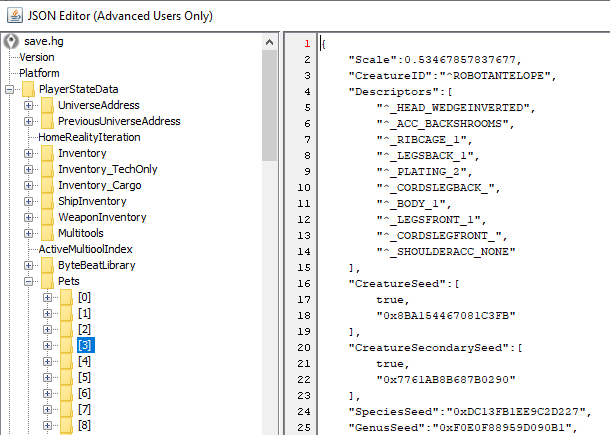 JSON Editor (Advanced Users Only)
save.hg
Version
Platform
PlayerStateData
UniverseAddress
PreviousUniverseAddress
HomeRealityIteration
Inventory
Inventory_TechOnly
Inventory_Cargo
ShipInventory
WeaponInventory
Multitools
ActiveMultioolIndex
ByteBeatLibrary
Pets
[0]
[1]
[2]
[3]
[4]
[5]
[6]
[7]
[8]
1 {
2 "Scale":0.53467857837677,
3 "CreatureID":"^ROBOTANTELOPE",
4 "Descriptors":[
5 "^_HEAD_WEDGEINVERTED",
6 "^_ACC_BACKSHROOMS",
7 "^_RIBCAGE_1",
8 "^_LEGSBACK_1",
9 "^_PLATING_2",
10 "^_CORDSLEGBACK_",
11 "^_BODY_1",
12 "^_LEGSFRONT_1",
13 "^_CORDSLEGFRONT_",
14 "^_SHOULDERACC_NONE"
15 ],
16 "CreatureSeed":[
17 true,
18 "0x8BA154467081C3FB"
19 ],
20 "CreatureSecondarySeed":[
21 true,
22 "0x7761AB8B687B0290"
23 ],
24 "SpeciesSeed":"0xDC13FB1EE9C2D227",
25 "GenusSeed":"0xF0E0F88959D090B1",